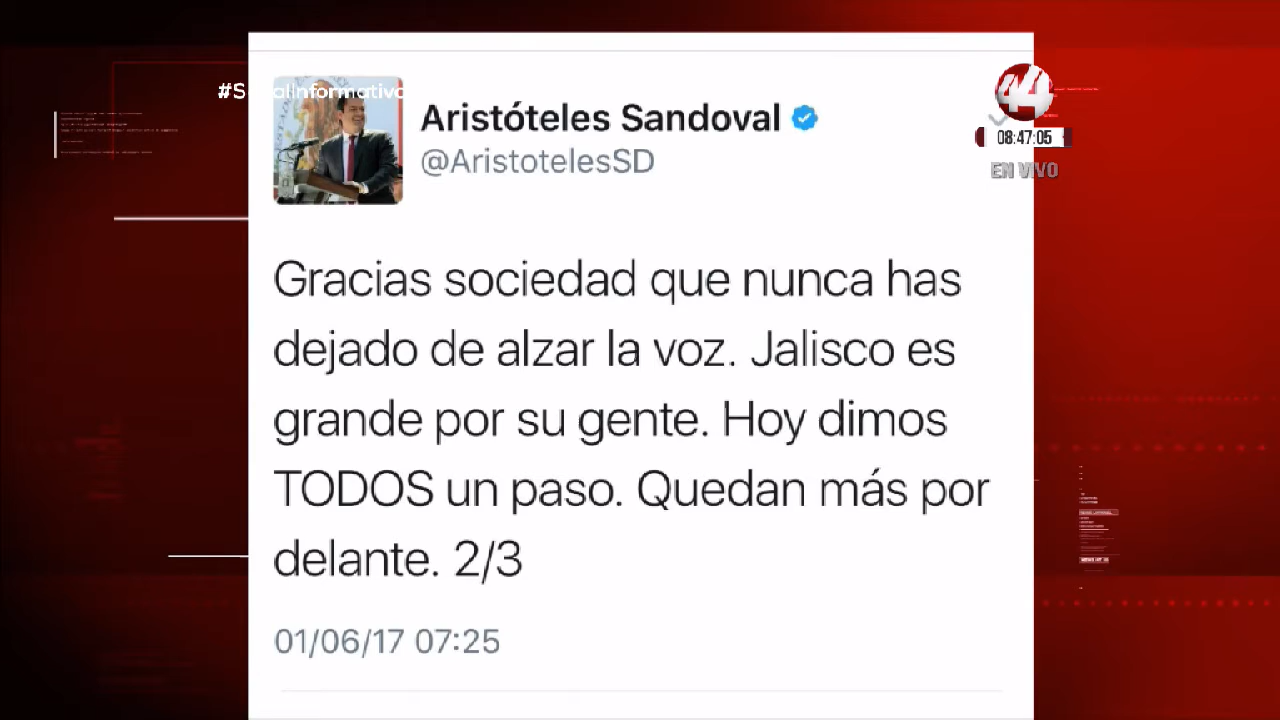 #S alinformativo
Aristóteles Sandoval
@AristotelesSD
44
08:47:05
EN VIVO
Gracias sociedad que nunca has
dejado de alzar la voz. Jalisco es
grande por su gente. Hoy dimos
TODOS un paso. Quedan más por
delante. 2/3
01/06/17 07:25